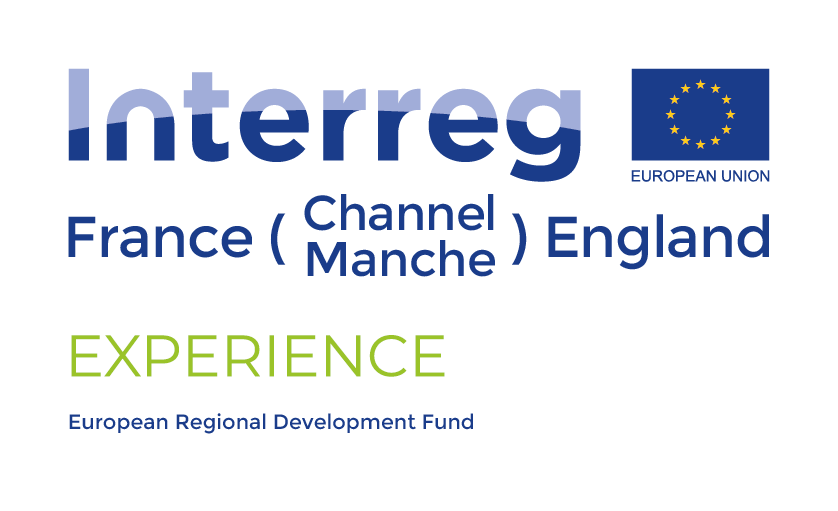 Interreg
EUROPEAN UNION
France ( Channel Manche ) England
EXPERIENCE
European Regional Development Fund